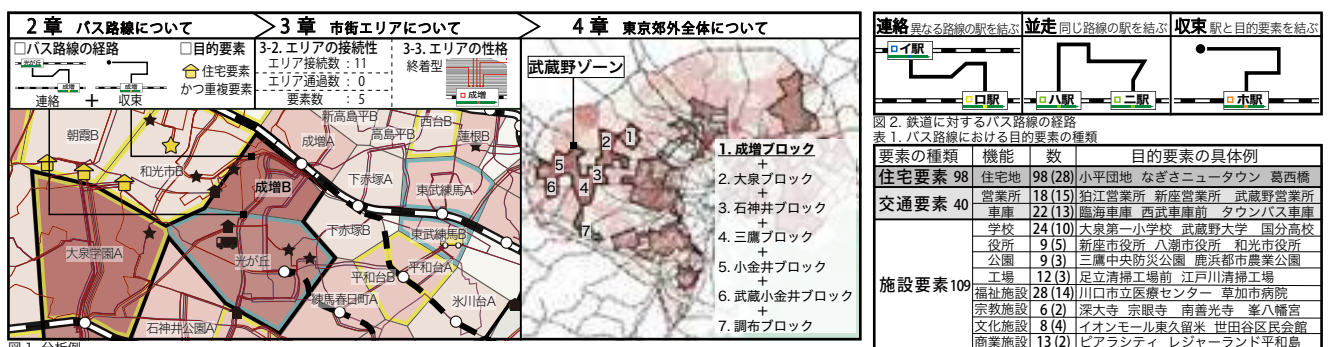 2章 バス路線について
3章 市街エリアについて
4章 東京郊外全体について
□バス路線の経路
光が丘
成増
成増
連絡 + 収束
□目的要素
住宅要素
かつ重複要素
3-2. エリアの接続性
エリア接続数：11
エリア通過数：0
要素数：5
3-3. エリアの性格
終着型
成増
朝霞B
和光市B
新高島平B
高島平B
西台B
蓮根B
成増A
成増B
下赤塚A
東武練馬A
下赤塚B
東武練馬B
大泉学園A
光が丘
平和台B
平和台A
練馬春日町A
氷川台A
石神井公園A
武蔵野ゾーン
1
2
3
4
5
6
7
1. 成増ブロック
+
2. 大泉ブロック
+
3. 石神井ブロック
+
4. 三鷹ブロック
+
5. 小金井ブロック
+
6. 武蔵小金井ブロック
+
7. 調布ブロック
図1. 分析例
連絡 異なる路線の駅を結ぶ
並走 同じ路線の駅を結ぶ
収束 駅と目的要素を結ぶ
イ駅
ロ駅
ハ駅
ニ駅
ホ駅
図2. 鉄道に対するバス路線の経路
表1. バス路線における目的要素の種類
要素の種類 機能 数 目的要素の具体例
住宅要素 98 住宅地 98 (28) 小平団地 なぎさニュータウン 葛西橋
交通要素 40 営業所 18 (15) 狛江営業所 新座営業所 武蔵野営業所
車庫 22 (13) 臨海車庫 西武車庫前 タウンバス車庫
施設要素109 学校 24 (10) 大泉第一小学校 武蔵野大学 国分高校
役所 9 (5) 新座市役所 八潮市役所 和光市役所
公園 9 (3) 三鷹中央防災公園 鹿浜都市農業公園
工場 12 (3) 足立清掃工場前 江戸川清掃工場
福祉施設 28 (14) 川口市立医療センター 草加市病院
宗教施設 6 (2) 深大寺 宗眼寺 南善光寺 峯八幡宮
文化施設 8 (4) イオンモール東久留米 世田谷区民会館
商業施設 13 (2) ピアラシティ レジャーランド平和島